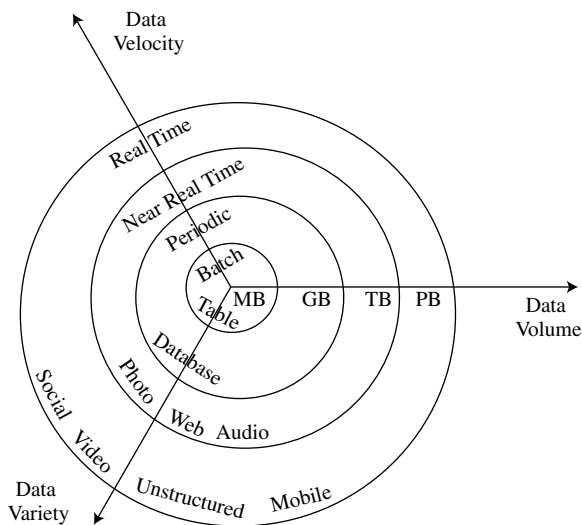 Data
Velocity
Real Time
Near Real Time
Periodic
Batch
MB GB TB PB
Data
Volume
Table
Database
Photo Web Audio
Social Video Unstructured Mobile
Data
Variety